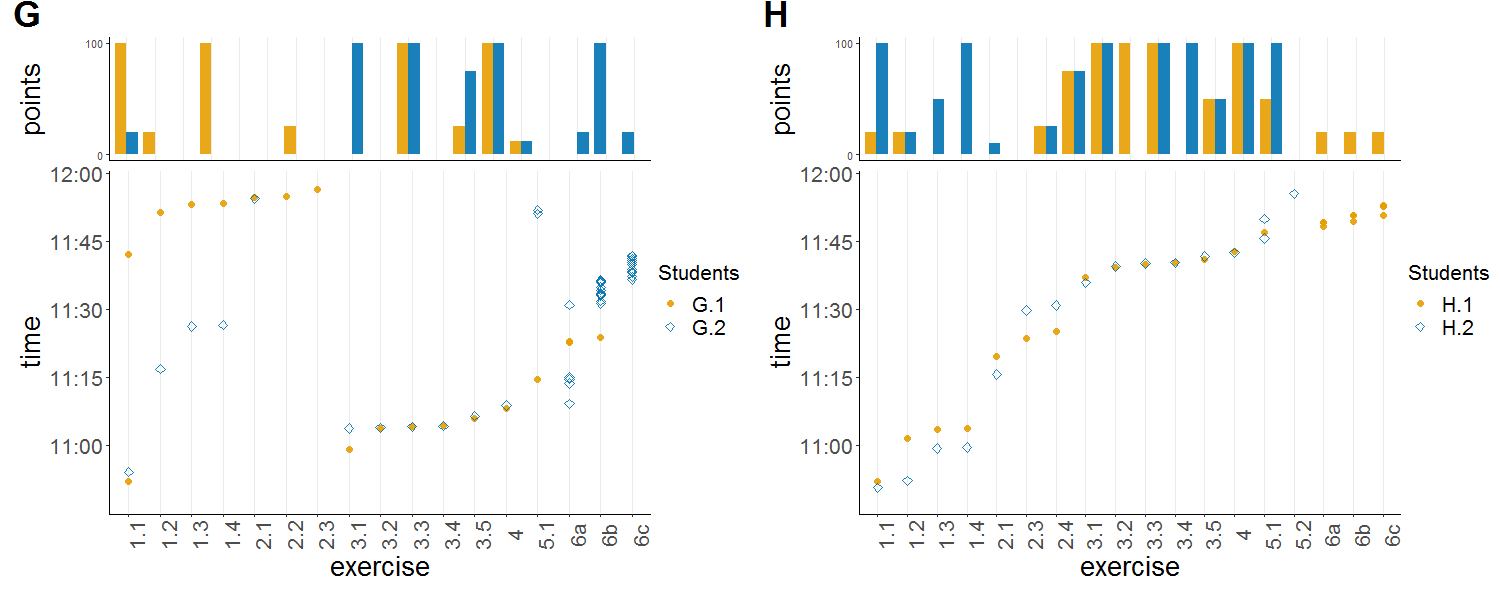 G
points
100
0
time
12:00
11:45
11:30
11:15
11:00
1.1
1.2
1.3
1.4
2.1
2.2
2.3
3.1
3.2
3.3
3.4
3.5
4
5.1
6a
6b
6c
exercise
Students
G.1
G.2
H
points
100
0
time
12:00
11:45
11:30
11:15
11:00
1.1
1.2
1.3
1.4
2.1
2.3
2.4
3.1
3.2
3.3
3.4
3.5
4
5.1
5.2
6a
6b
6c
exercise
Students
H.1
H.2